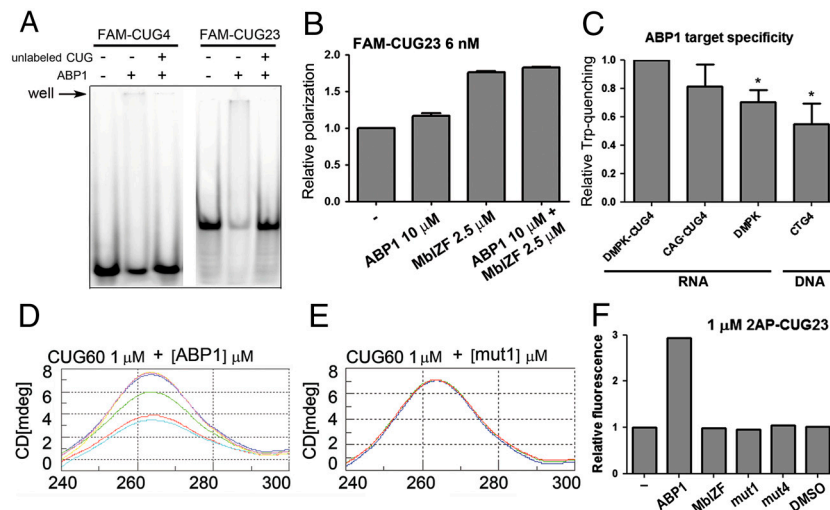 A
FAM-CUG4 FAM-CUG23
unlabeled CUG - - + - - +
ABP1 - + + - + +
well
B
FAM-CUG23 6 nM
Relative polarization
2.0
1.5
1.0
0.5
0.0
-
ABP1 10 μM
MblZF 2.5 μM
ABP1 10 μM +
MblZF 2.5 μM
C
ABP1 target specificity
Relative Trp-quenching
1.0
0.8
0.6
0.4
0.2
0.0
* *
DMPK-CUG4
CAG-CUG4
DMPK
CTG4
RNA DNA
D
CUG60 1 μM + [ABP1] μM
CD[mdeg]
8
6
4
2
0
240 260 280 300
E
CUG60 1 μM + [mut1] μM
CD[mdeg]
8
6
4
2
0
240 260 280 300
F
1 μM 2AP-CUG23
Relative fluorescence
3
2
1
0
–
ABP1
MblZF
mut1
mut4
DMSO